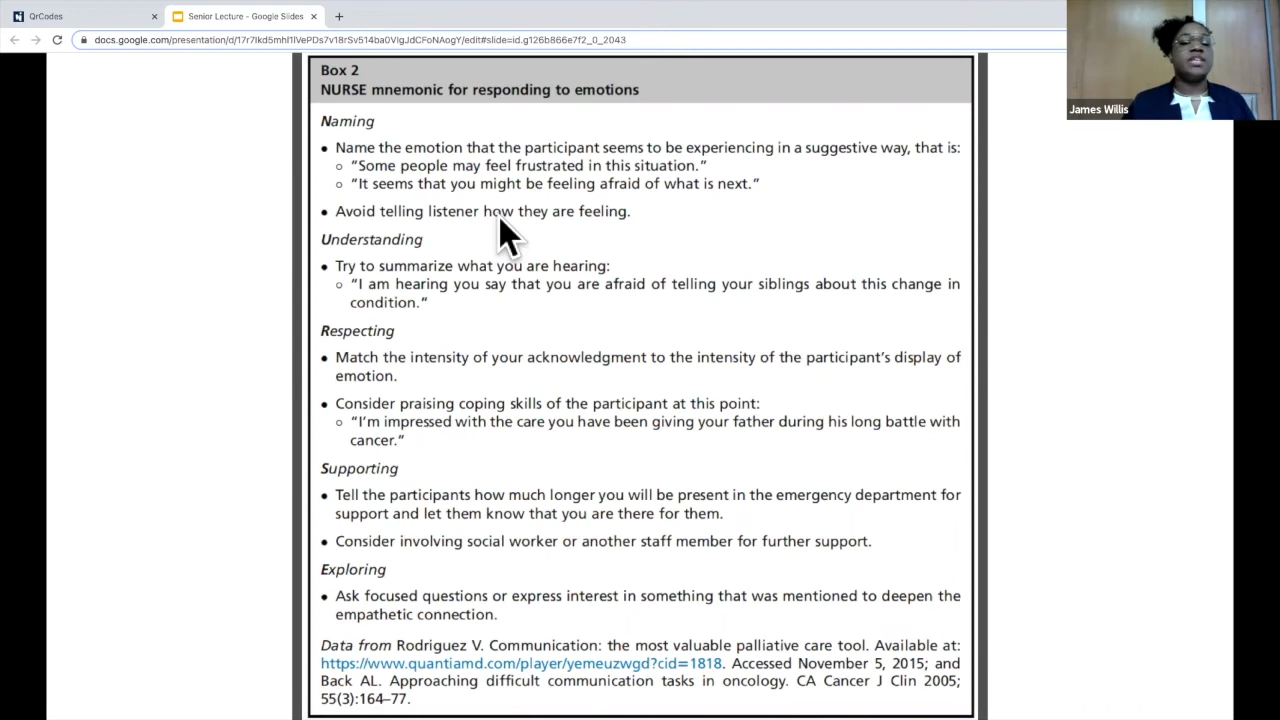 QrCodes
Senior Lecture - Google Slides
docs.google.com/presentation/d/17r7Ikd5mhl1lVePDs7v18rSv514ba0VIgJdCFoNAogY/edit#slide=id.g126b866e7f2_0_2043
James Willis
Box 2
NURSE mnemonic for responding to emotions
Naming
• Name the emotion that the participant seems to be experiencing in a suggestive way, that is:
○ “Some people may feel frustrated in this situation.”
○ “It seems that you might be feeling afraid of what is next.”
• Avoid telling listener how they are feeling.
Understanding
• Try to summarize what you are hearing:
○ “I am hearing you say that you are afraid of telling your siblings about this change in
condition.”
Respecting
• Match the intensity of your acknowledgment to the intensity of the participant’s display of
emotion.
• Consider praising coping skills of the participant at this point:
○ “I’m impressed with the care you have been giving your father during his long battle with
cancer.”
Supporting
• Tell the participants how much longer you will be present in the emergency department for
support and let them know that you are there for them.
• Consider involving social worker or another staff member for further support.
Exploring
• Ask focused questions or express interest in something that was mentioned to deepen the
empathetic connection.
Data from Rodriguez V. Communication: the most valuable palliative care tool. Available at:
https://www.quantiamd.com/player/yemeuzwgd?cid=1818. Accessed November 5, 2015; and
Back AL. Approaching difficult communication tasks in oncology. CA Cancer J Clin 2005;
55(3):164–77.